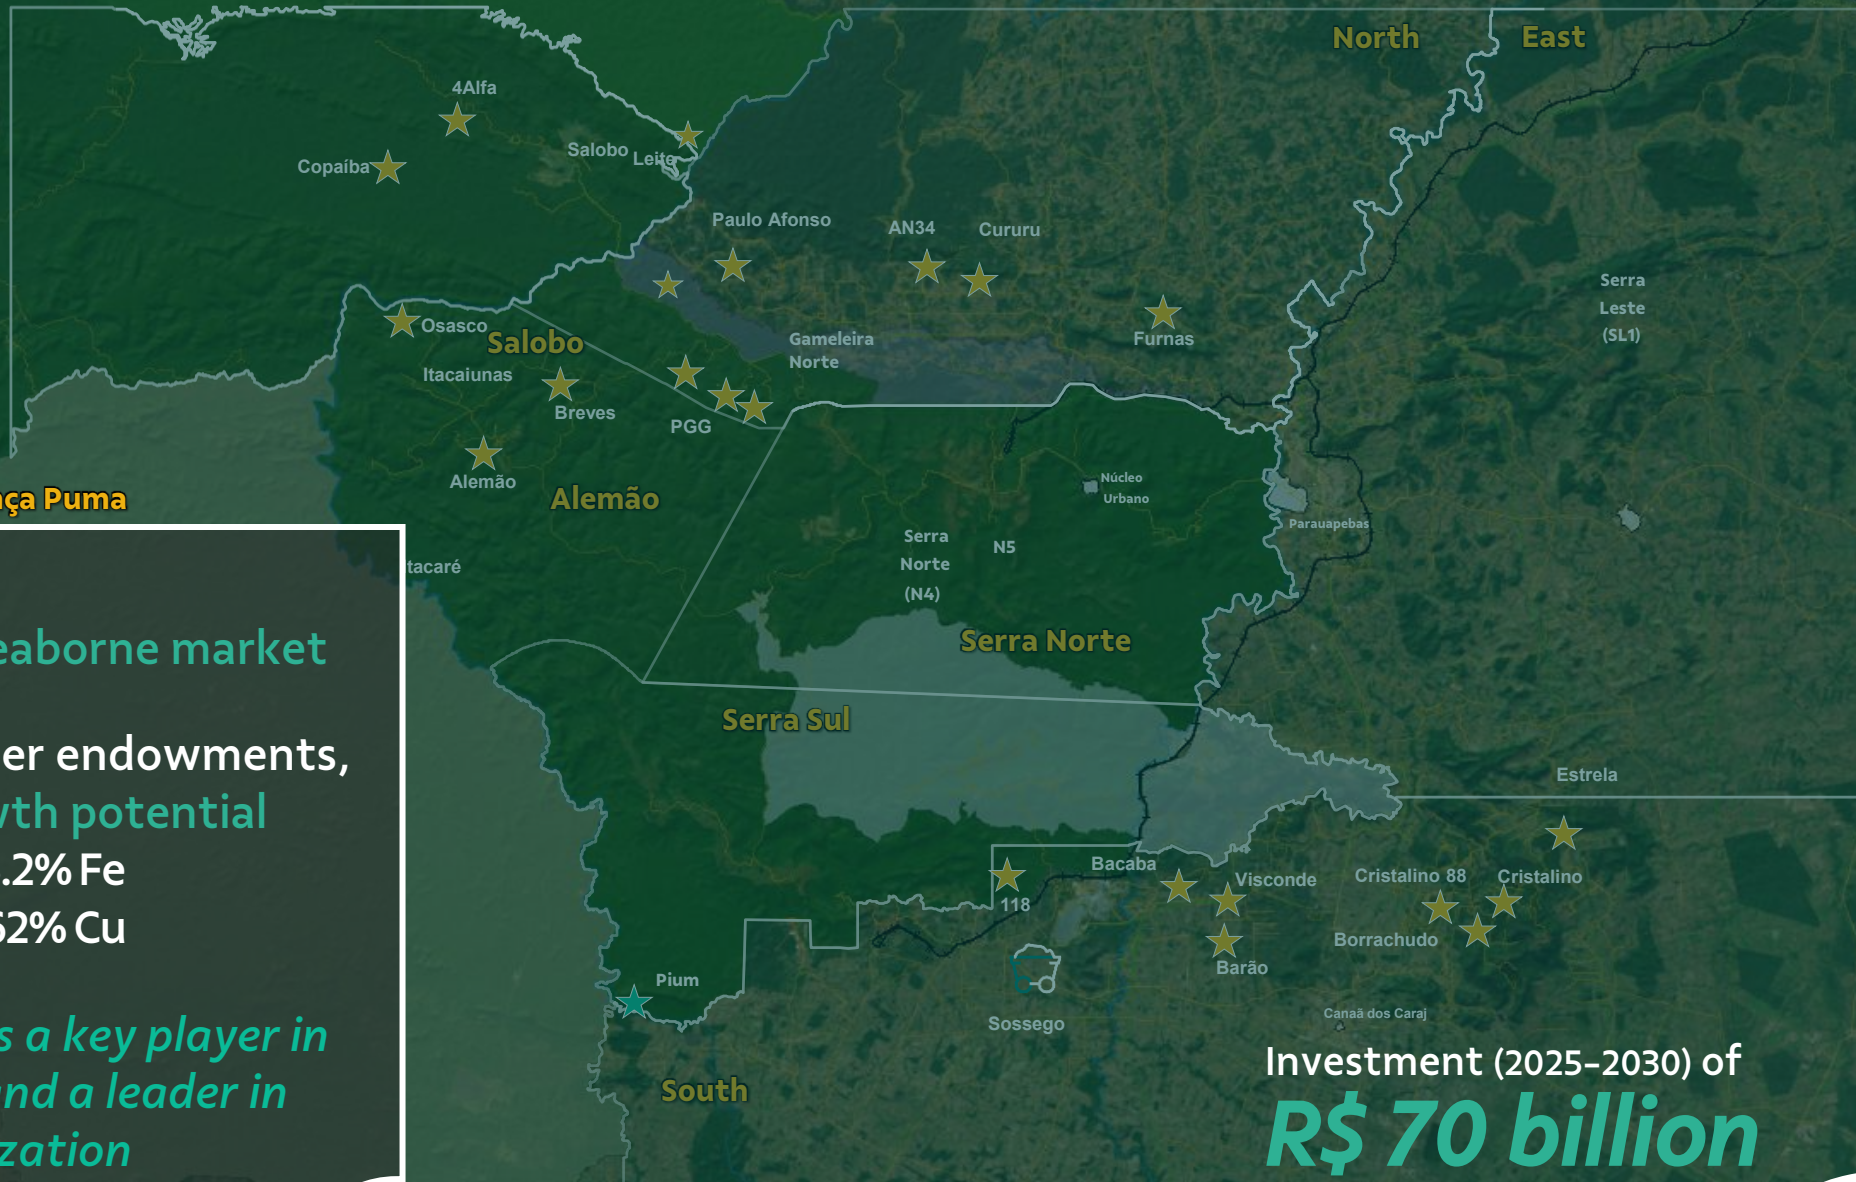 North
East
4Alfa
Copaíba
Salobo
Leite
Paulo Afonso
AN34
Cururu
Serra
Leste
(SL1)
Osasco
Salobo
Gameleira
Norte
Furnas
Itacaiunas
Breves
PGG
Alemão
Alemão
Núcleo
Urbano
Parauapebas
ça Puma
Serra
Norte
(N4)
N5
tacaré
Serra Norte
Serra Sul
eaborne market
er endowments,
wth potential
.2% Fe
62% Cu
s a key player in
nd a leader in
zation
Estrela
Bacaba
Visconde
Cristalino 88
Cristalino
118
Borrachudo
Barão
Pium
Sossego
Canaã dos Caraj
South
Investment (2025–2030) of
R$ 70 billion